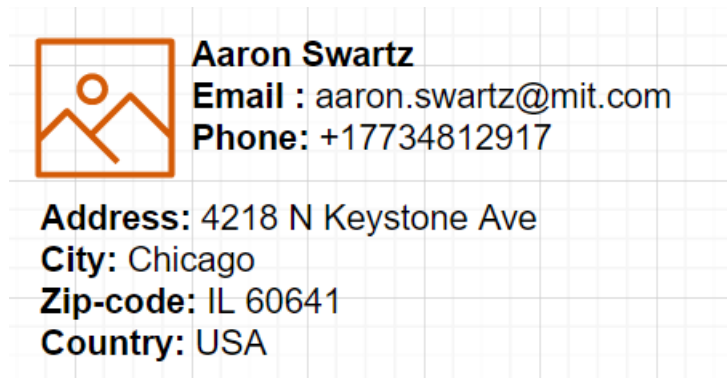 Aaron Swartz
Email : aaron.swartz@mit.com
Phone: +17734812917
Address: 4218 N Keystone Ave
City: Chicago
Zip-code: IL 60641
Country: USA